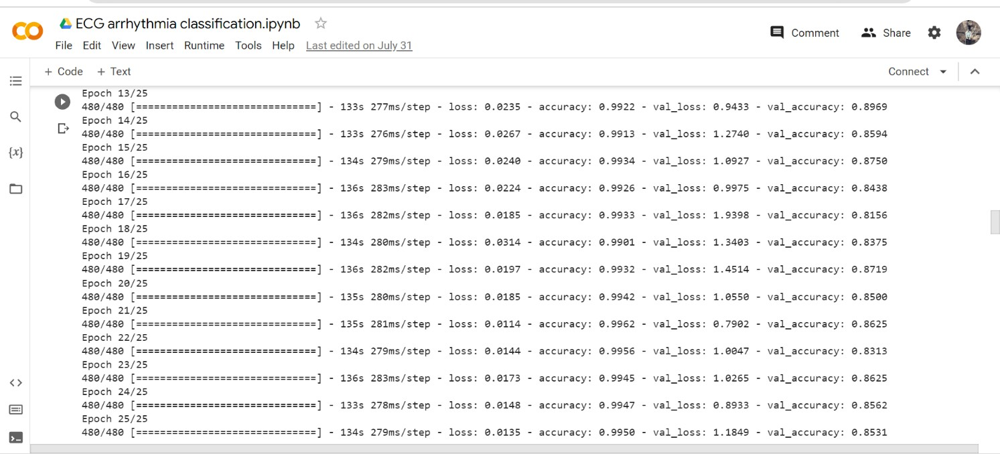 ECG arrhythmia classification.ipynb
Comment
Share
File Edit View Insert Runtime Tools Help Last edited on July 31
+ Code + Text
Connect
Epoch 13/25
480/480 [==============================] - 133s 277ms/step - loss: 0.0235 - accuracy: 0.9922 - val_loss: 0.9433 - val_accuracy: 0.8969
Epoch 14/25
480/480 [==============================] - 133s 276ms/step - loss: 0.0267 - accuracy: 0.9913 - val_loss: 1.2740 - val_accuracy: 0.8594
Epoch 15/25
480/480 [==============================] - 134s 279ms/step - loss: 0.0240 - accuracy: 0.9934 - val_loss: 1.0927 - val_accuracy: 0.8750
Epoch 16/25
480/480 [==============================] - 136s 283ms/step - loss: 0.0224 - accuracy: 0.9926 - val_loss: 0.9975 - val_accuracy: 0.8438
Epoch 17/25
480/480 [==============================] - 136s 282ms/step - loss: 0.0185 - accuracy: 0.9933 - val_loss: 1.9398 - val_accuracy: 0.8156
Epoch 18/25
480/480 [==============================] - 134s 280ms/step - loss: 0.0314 - accuracy: 0.9901 - val_loss: 1.3403 - val_accuracy: 0.8375
Epoch 19/25
480/480 [==============================] - 136s 282ms/step - loss: 0.0197 - accuracy: 0.9932 - val_loss: 1.4514 - val_accuracy: 0.8719
Epoch 20/25
480/480 [==============================] - 135s 280ms/step - loss: 0.0185 - accuracy: 0.9942 - val_loss: 1.0550 - val_accuracy: 0.8500
Epoch 21/25
480/480 [==============================] - 135s 281ms/step - loss: 0.0114 - accuracy: 0.9962 - val_loss: 0.7902 - val_accuracy: 0.8625
Epoch 22/25
480/480 [==============================] - 134s 279ms/step - loss: 0.0144 - accuracy: 0.9956 - val_loss: 1.0047 - val_accuracy: 0.8313
Epoch 23/25
480/480 [==============================] - 136s 283ms/step - loss: 0.0173 - accuracy: 0.9945 - val_loss: 1.0265 - val_accuracy: 0.8625
Epoch 24/25
480/480 [==============================] - 133s 278ms/step - loss: 0.0148 - accuracy: 0.9947 - val_loss: 0.8933 - val_accuracy: 0.8562
Epoch 25/25
480/480 [==============================] - 134s 279ms/step - loss: 0.0135 - accuracy: 0.9950 - val_loss: 1.1849 - val_accuracy: 0.8531